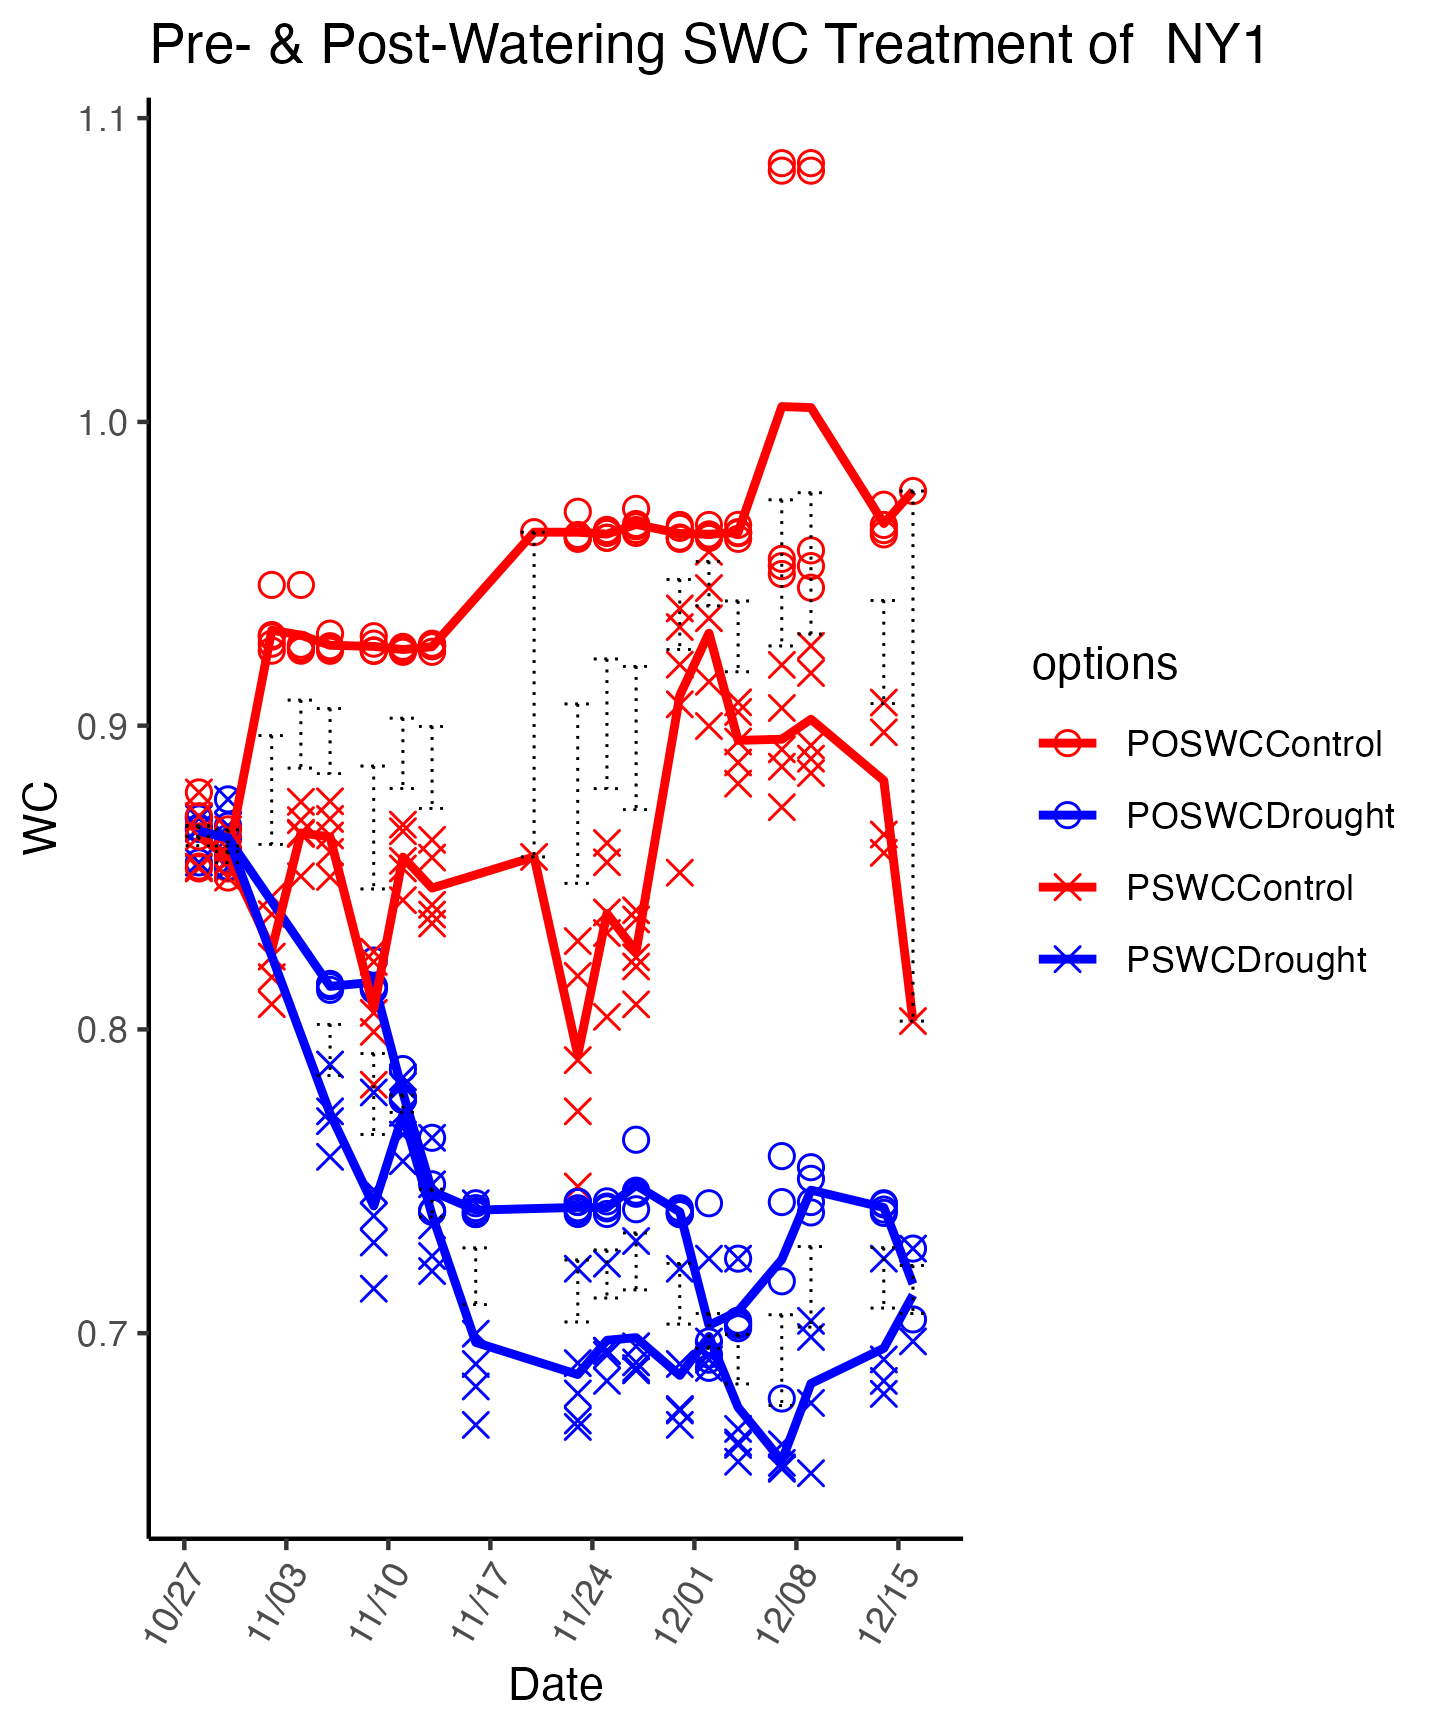 Pre- & Post-Watering SWC Treatment of  NY1
1.1
1.0
0.9
0.8
0.7
WC
10/27
11/03
11/10
11/17
11/24
12/01
12/08
12/15
Date
options
POSWCControl
POSWCDrought
PSWCControl
PSWCDrought